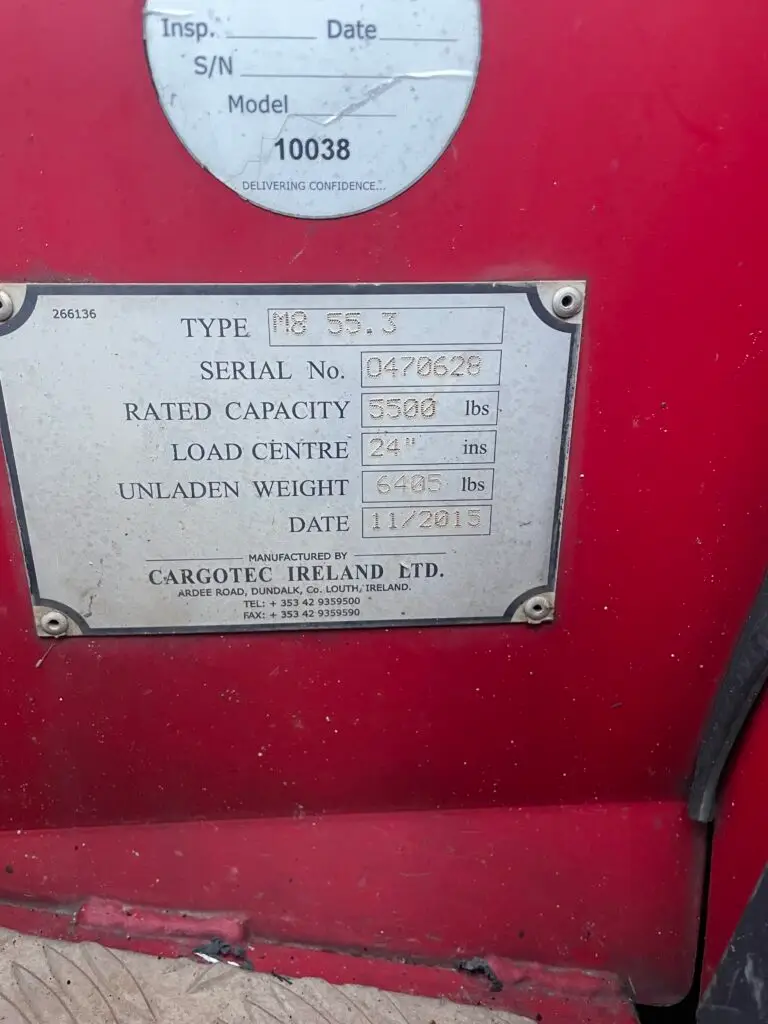 Insp. Date
S/N
Model
10038
DELIVERING CONFIDENCE...
266136
TYPE M8 55.3
SERIAL No. 0470628
RATED CAPACITY 5500 lbs
LOAD CENTRE 24" ins
UNLADEN WEIGHT 6405 lbs
DATE 11/2015
MANUFACTURED BY
CARGOTEC IRELAND LTD.
ARDEE ROAD, DUNDALK, Co. LOUTH, IRELAND.
TEL: + 353 42 9359500
FAX: + 353 42 9359590